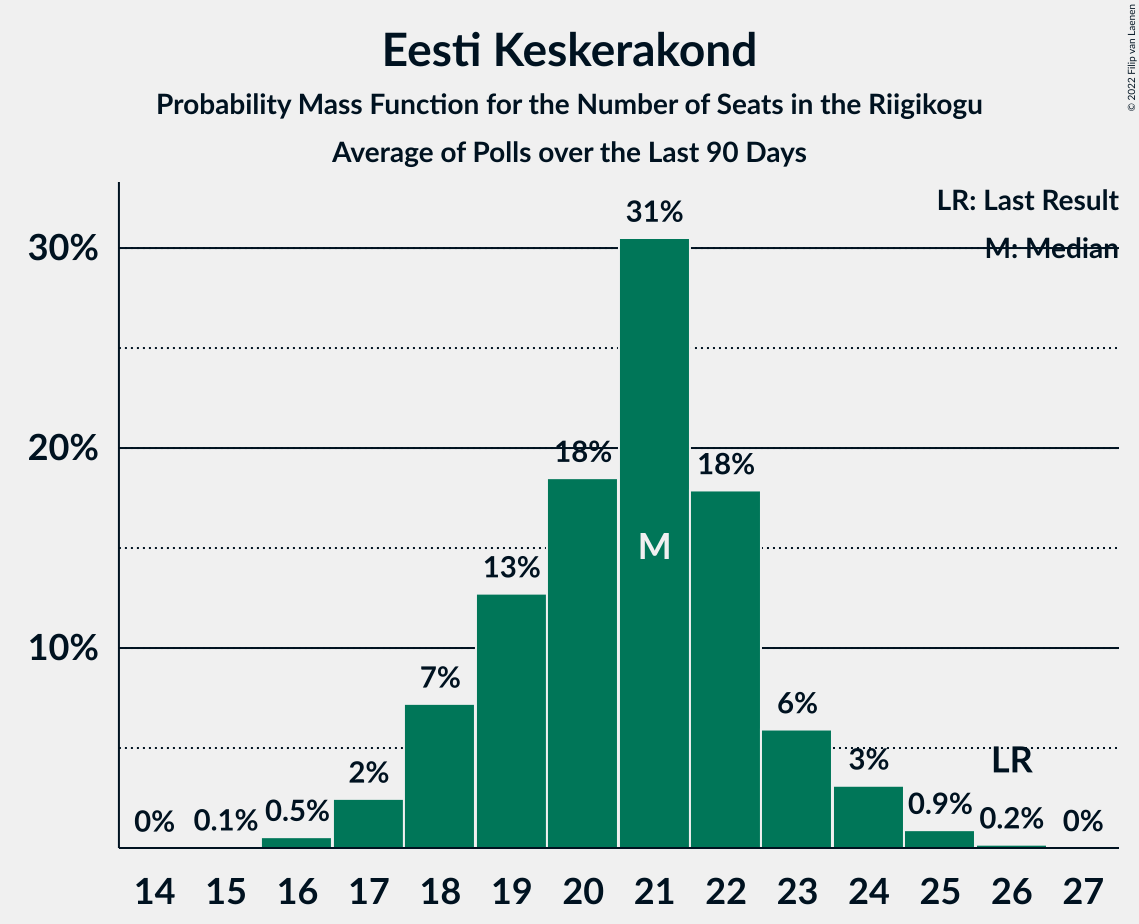 Eesti Keskerakond
Probability Mass Function for the Number of Seats in the Riigikogu
Average of Polls over the Last 90 Days
© 2022 Filip van Laenen
LR: Last Result
M: Median
31%
30%
20%
18%
18%
M
13%
10%
7%
6%
LR
3%
2%
0.9%
0.5%
0.2%
0.1%
0%
0%
14 15 16 17 18 19 20 21 22 23 24 25 26 27